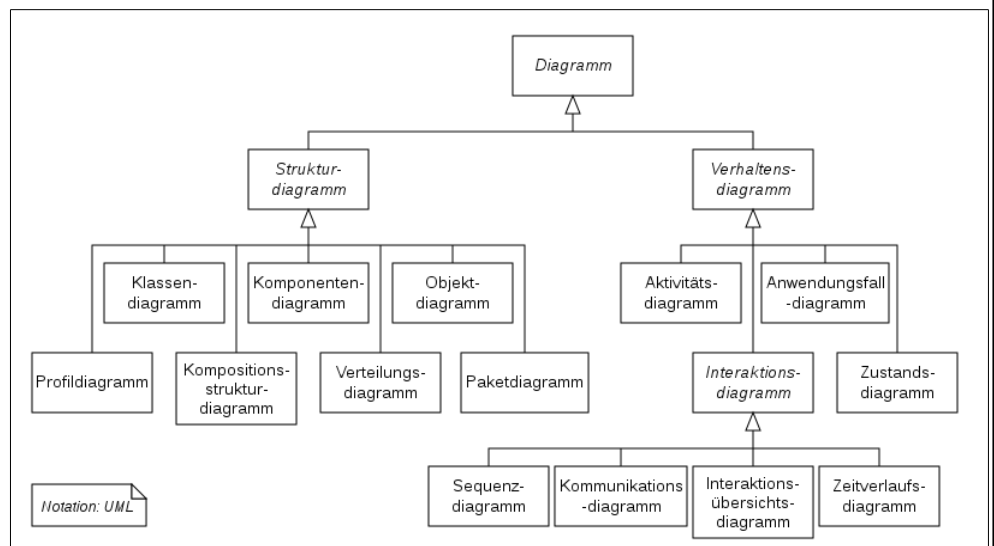 Diagramm
Struktur-
diagramm
Verhaltens-
diagramm
Klassen-
diagramm
Komponenten-
diagramm
Objekt-
diagramm
Aktivitäts-
diagramm
Anwendungsfall
-diagramm
Profildiagramm
Kompositions-
struktur-
diagramm
Verteilungs-
diagramm
Paketdiagramm
Interaktions-
diagramm
Zustands-
diagramm
Sequenz-
diagramm
Kommunikations
-diagramm
Interaktions-
übersichts-
diagramm
Zeitverlaufs-
diagramm
Notation: UML